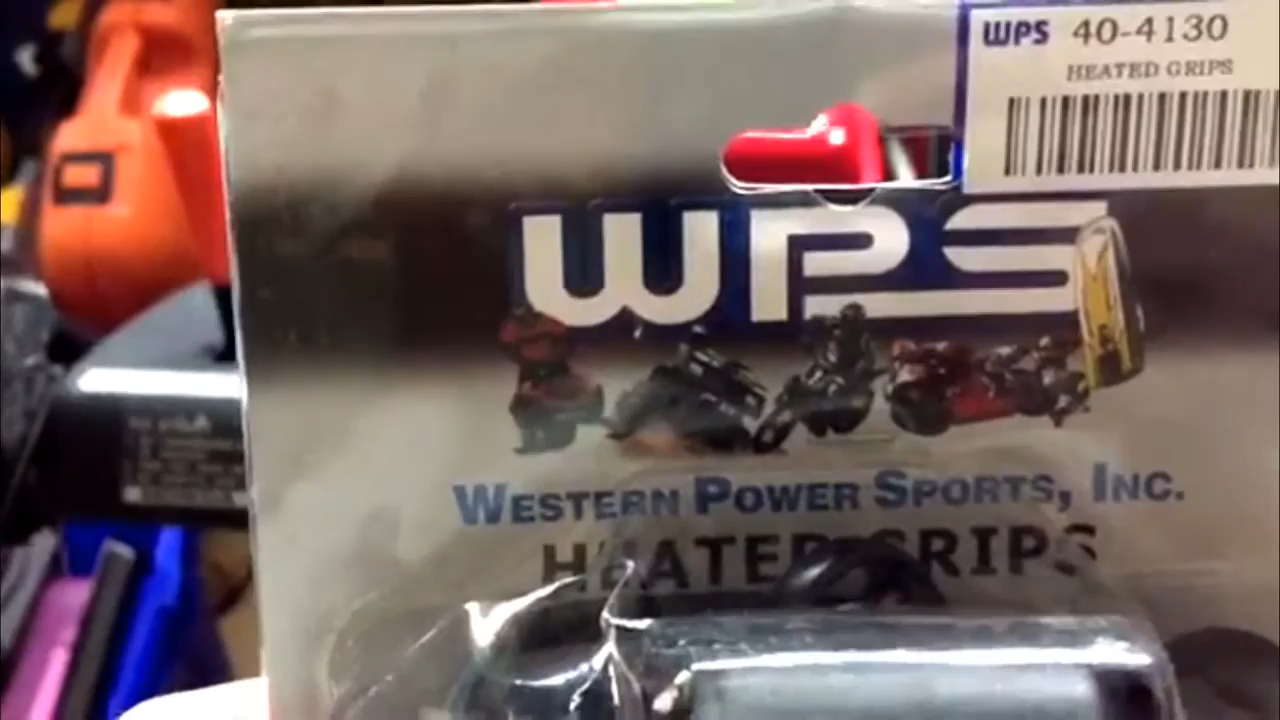 WPS 40-4130
HEATED GRIPS
WPS
WESTERN POWER SPORTS, INC.
HEATED GRIPS